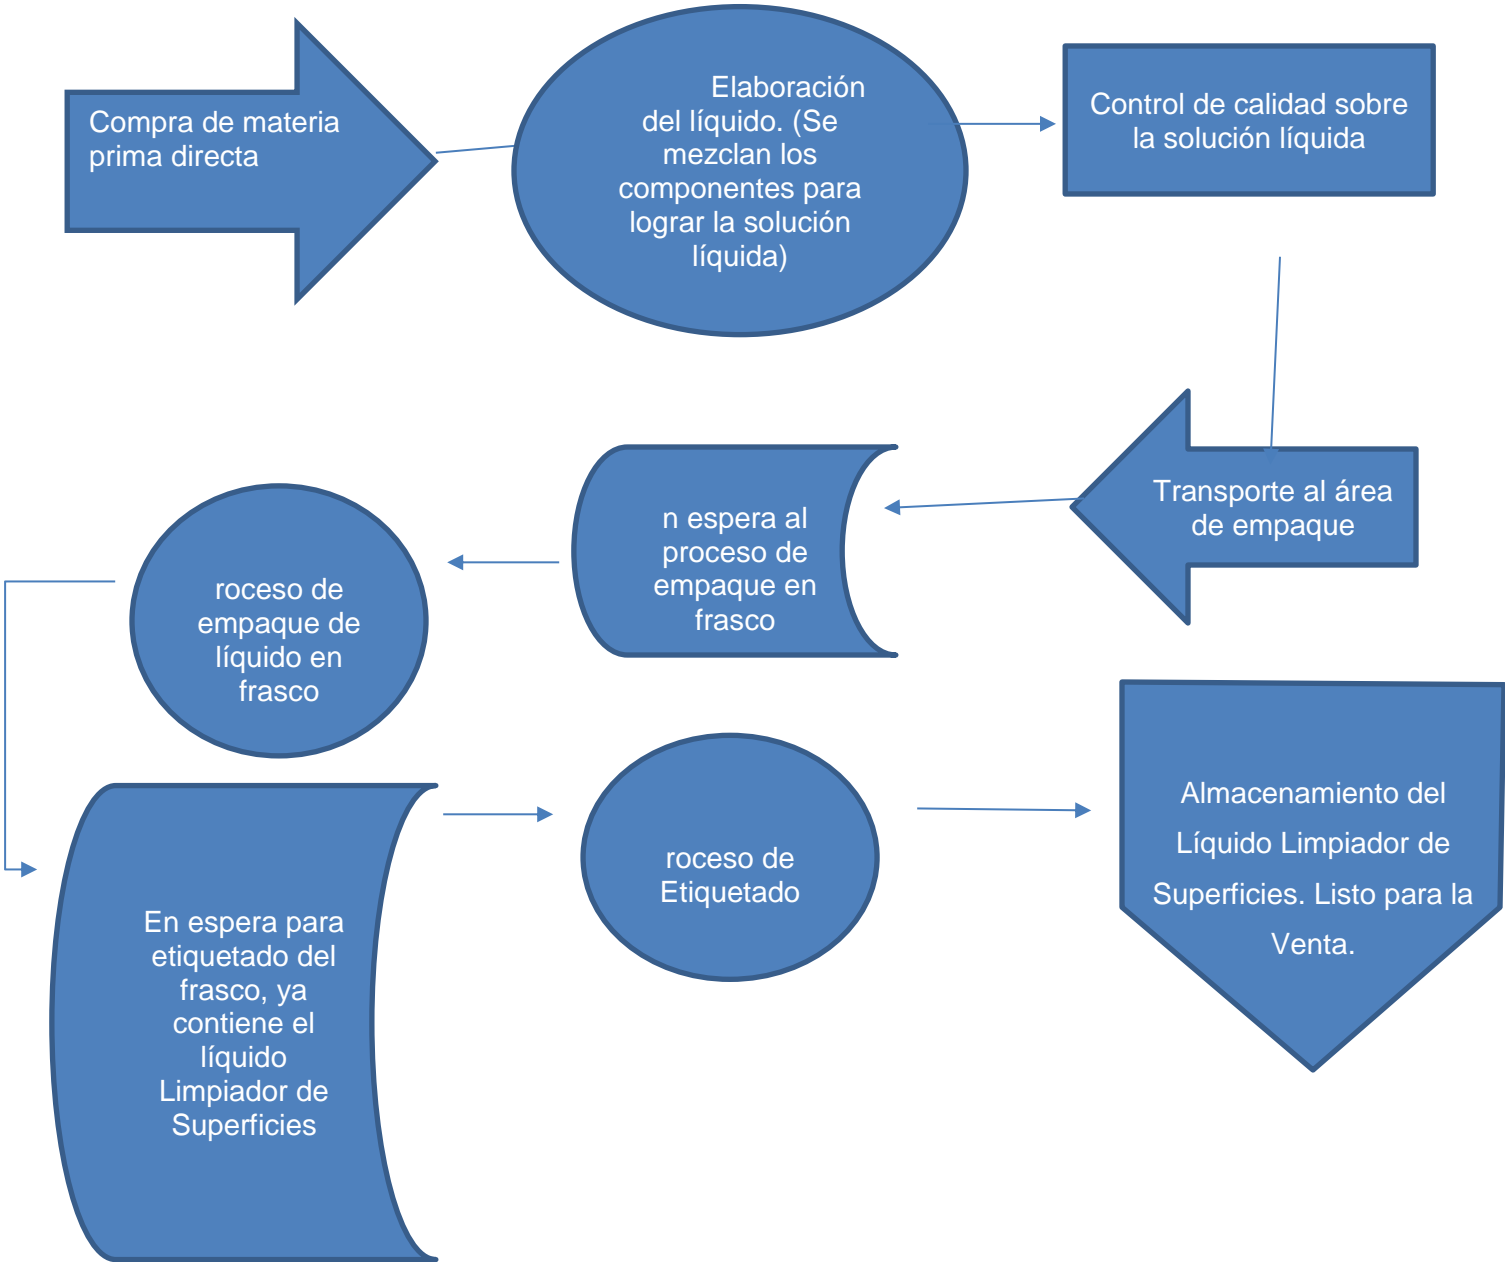 Compra de materia
prima directa
Elaboración
del líquido. (Se
mezclan los
componentes para
lograr la solución
líquida)
Control de calidad sobre
la solución líquida
Transporte al área
de empaque
n espera al
proceso de
empaque en
frasco
roceso de
empaque de
líquido en
frasco
En espera para
etiquetado del
frasco, ya
contiene el
líquido
Limpiador de
Superficies
roceso de
Etiquetado
Almacenamiento del
Líquido Limpiador de
Superficies. Listo para la
Venta.